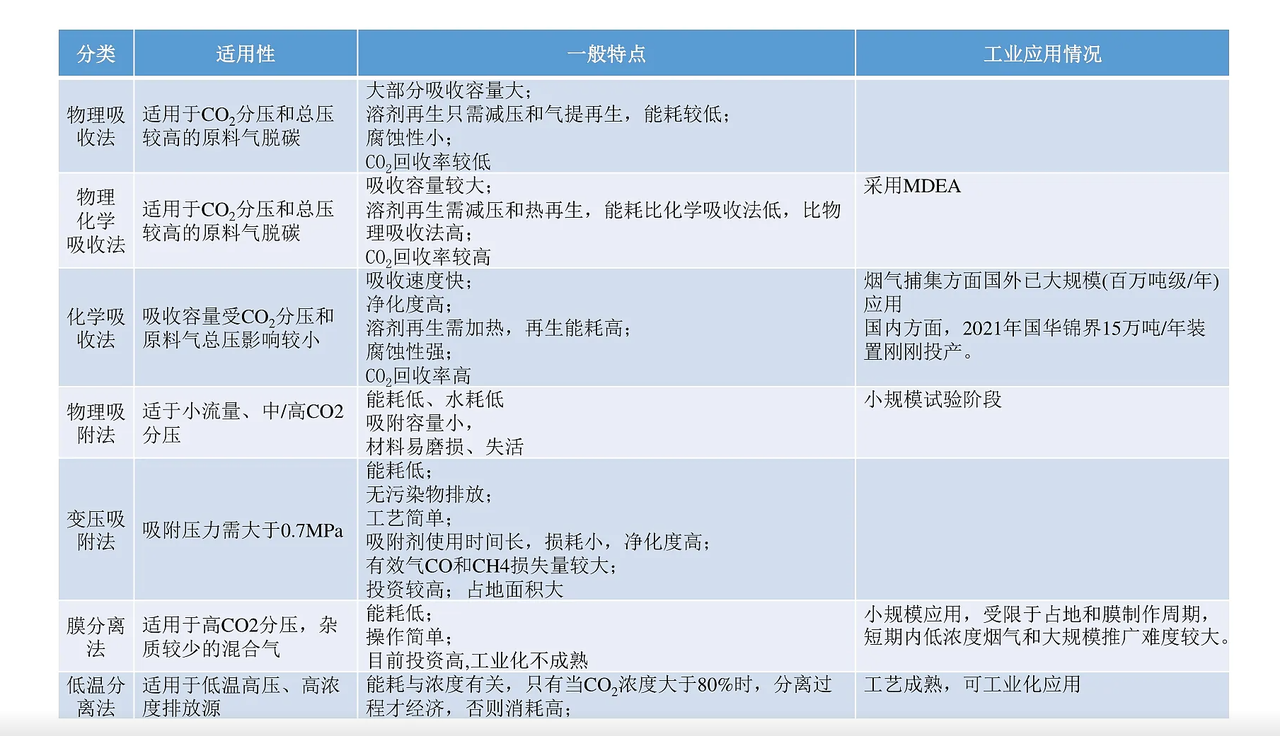 分类
适用性
一般特点
工业应用情况
物理吸
收法
适用于CO₂分压和总压
较高的原料气脱碳
大部分吸收容量大；
溶剂再生只需减压和气提再生，能耗较低；
腐蚀性小；
CO₂回收率较低
物理
化学
吸收法
适用于CO₂分压和总压
较高的原料气脱碳
吸收容量较大；
溶剂再生需减压和热再生，能耗比化学吸收法低，比物
理吸收法高；
CO₂回收率较高
采用MDEA
化学吸
收法
吸收容量受CO₂分压和
原料气总压影响较小
吸收速度快；
净化度高；
溶剂再生需加热，再生能耗高；
腐蚀性强；
CO₂回收率高
烟气捕集方面国外已大规模(百万吨级/年)
应用
国内方面，2021年国华锦界15万吨/年装
置刚刚投产。
物理吸
附法
适于小流量、中/高CO2
分压
能耗低、水耗低
吸附容量小，
材料易磨损、失活
小规模试验阶段
变压吸
附法
吸附压力需大于0.7MPa
能耗低；
无污染物排放；
工艺简单；
吸附剂使用时间长，损耗小，净化度高；
有效气CO和CH4损失量较大；
投资较高；占地面积大
膜分离
法
适用于高CO2分压，杂
质较少的混合气
能耗低；
操作简单；
目前投资高,工业化不成熟
小规模应用，受限于占地和膜制作周期，
短期内低浓度烟气和大规模推广难度较大。
低温分
离法
适用于低温高压、高浓
度排放源
能耗与浓度有关，只有当CO₂浓度大于80%时，分离过
程才经济，否则消耗高；
工艺成熟，可工业化应用